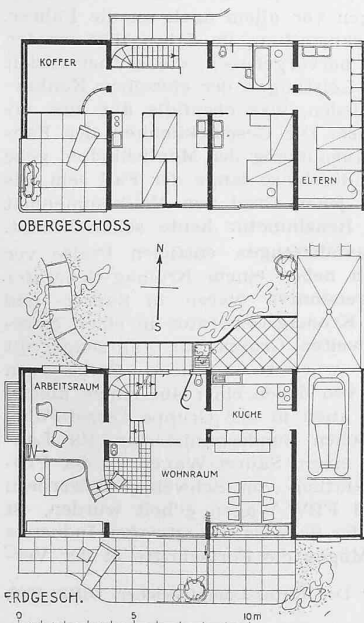 KOFFER
ELTERN
OBERGESCHOSS
N
S
ARBEITSRAUM
KÜCHE
W
WOHNRAUM
ERDGESCH.
0 5 10 m